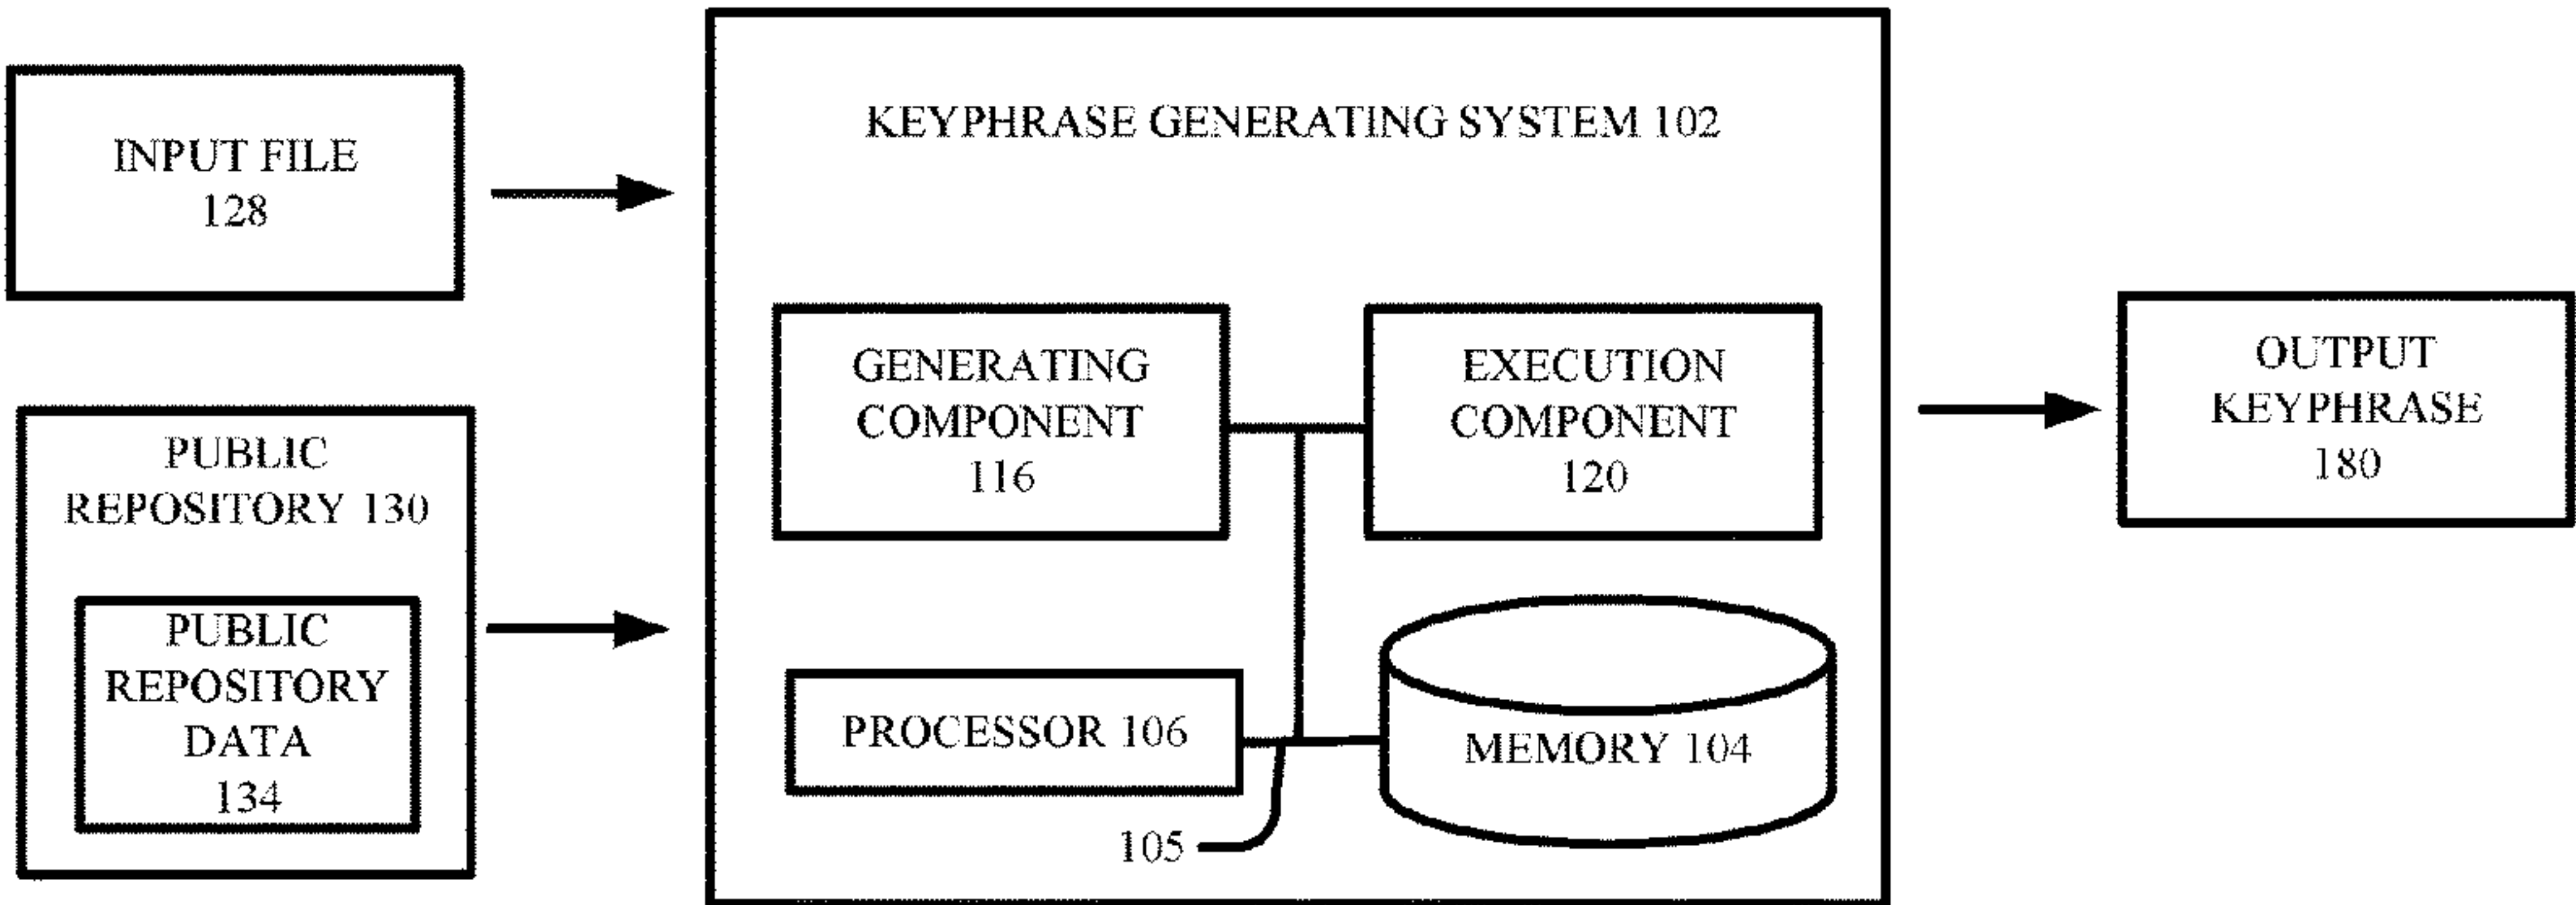 INPUT FILE
128
PUBLIC
REPOSITORY 130
PUBLIC
REPOSITORY
DATA
134
KEYPHRASE GENERATING SYSTEM 102
GENERATING
COMPONENT
116
EXECUTION
COMPONENT
120
PROCESSOR 106
MEMORY 104
105
OUTPUT
KEYPHRASE
180